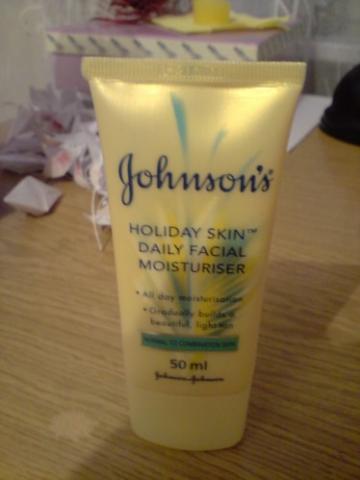 Johnson's
HOLIDAY SKIN™
DAILY FACIAL
MOISTURISER
• All day moisturisation
• Gradually builds a
beautiful, light tan
NORMAL TO COMBINATION SKIN
50 ml
Johnson & Johnson